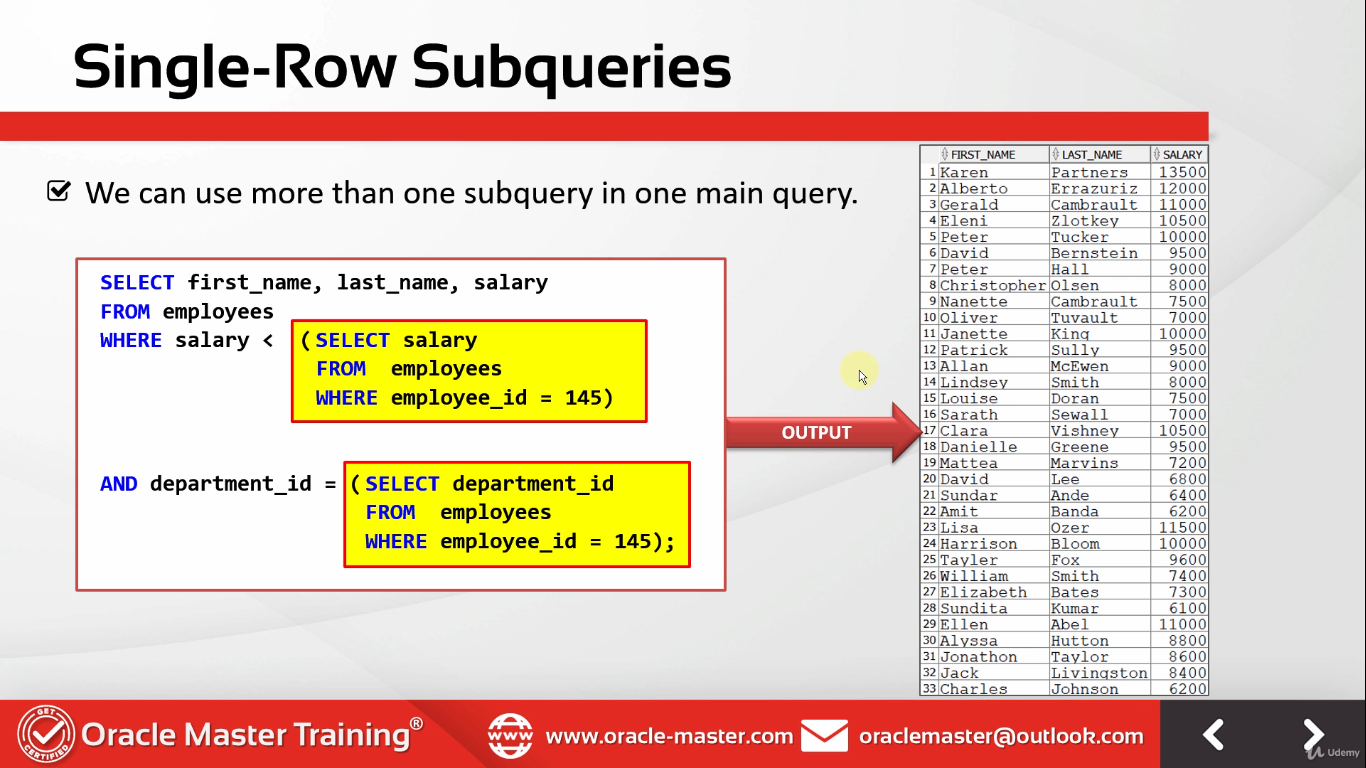 Single-Row Subqueries
We can use more than one subquery in one main query.
SELECT first_name, last_name, salary
FROM employees
WHERE salary < (SELECT salary
FROM employees
WHERE employee_id = 145)
AND department_id = (SELECT department_id
FROM employees
WHERE employee_id = 145);
OUTPUT
FIRST_NAME LAST_NAME SALARY
1 Karen Partners 13500
2 Alberto Errazuriz 12000
3 Gerald Cambrault 11000
4 Eleni Zlotkey 10500
5 Peter Tucker 10000
6 David Bernstein 9500
7 Peter Hall 9000
8 Christopher Olsen 8000
9 Nanette Cambrault 7500
10 Oliver Tuvault 7000
11 Janette King 10000
12 Patrick Sully 9500
13 Allan McEwen 9000
14 Lindsey Smith 8000
15 Louise Doran 7500
16 Sarath Sewall 7000
17 Clara Vishney 10500
18 Danielle Greene 9500
19 Mattea Marvins 7200
20 David Lee 6800
21 Sundar Ande 6400
22 Amit Banda 6200
23 Lisa Ozer 11500
24 Harrison Bloom 10000
25 Tayler Fox 9600
26 William Smith 7400
27 Elizabeth Bates 7300
28 Sundita Kumar 6100
29 Ellen Abel 11000
30 Alyssa Hutton 8800
31 Jonathon Taylor 8600
32 Jack Livingston 8400
33 Charles Johnson 6200
GET CERTIFIED
Oracle Master Training®
www
www.oracle-master.com
oraclemaster@outlook.com
Udemy